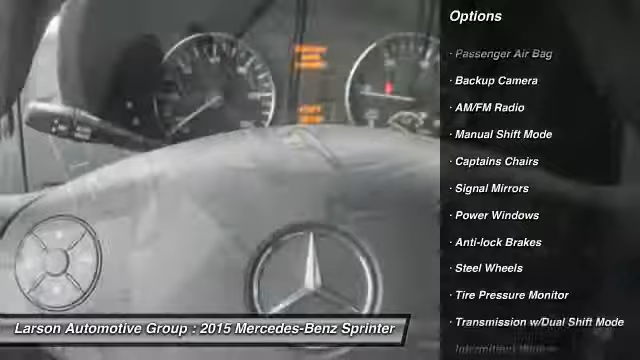 Options
· Passenger Air Bag
· Backup Camera
· AM/FM Radio
· Manual Shift Mode
· Captains Chairs
· Signal Mirrors
· Power Windows
· Anti-lock Brakes
· Steel Wheels
· Tire Pressure Monitor
· Transmission w/Dual Shift Mode
Larson Automotive Group : 2015 Mercedes-Benz Sprinter